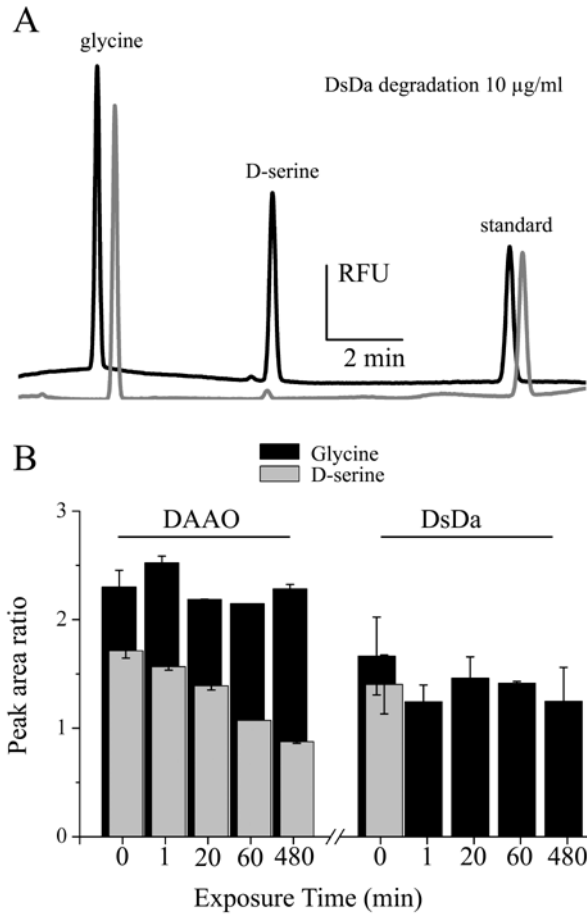 A
glycine
DsDa degradation 10 µg/ml
D-serine
standard
RFU
2 min
B
Glycine
D-serine
3
DAAO
DsDa
2
Peak area ratio
1
0
0 1 20 60 480 0 1 20 60 480
Exposure Time (min)